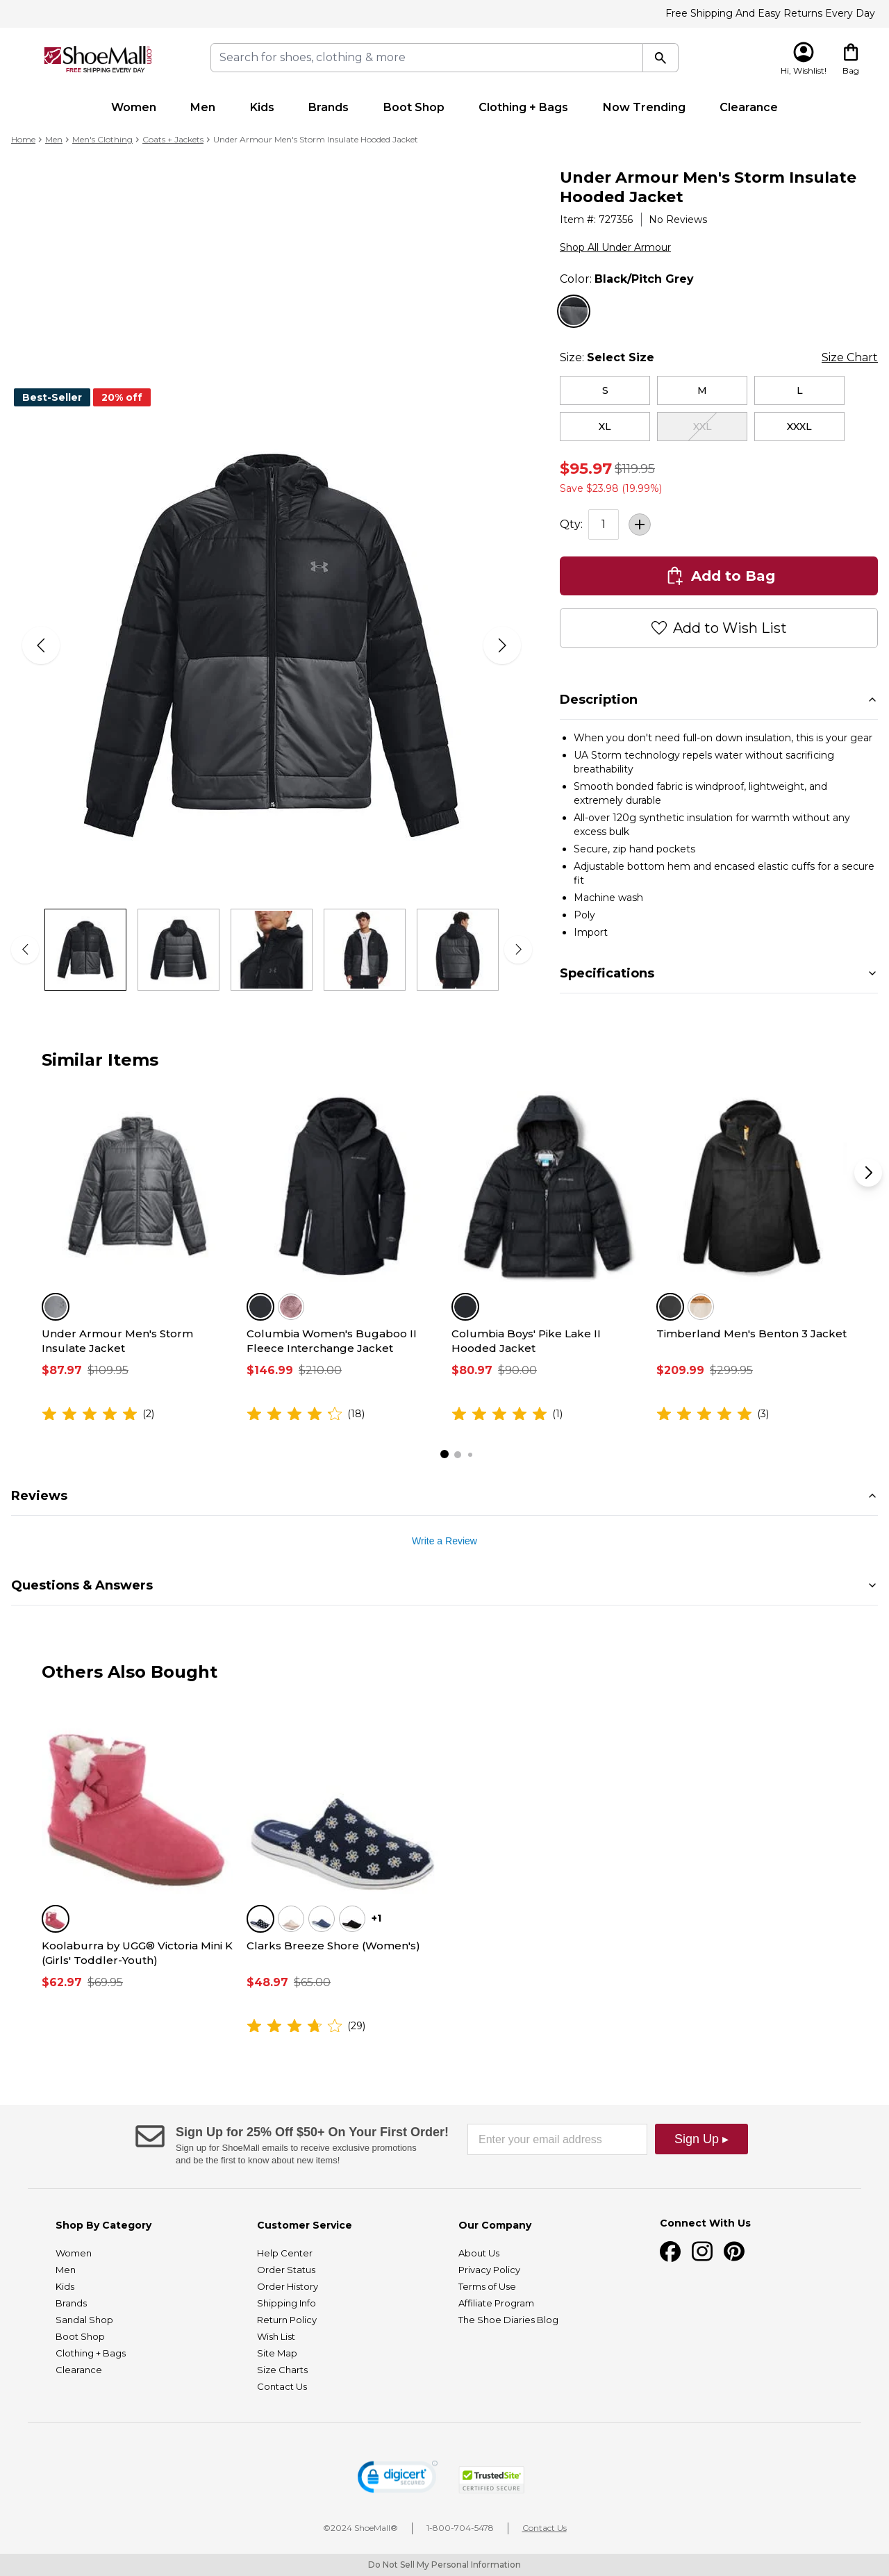 Free Shipping And Easy Returns Every Day
ShoeMall.COM
FREE SHIPPING EVERY DAY
Search for shoes, clothing & more
Hi, Wishlist!
Bag
Women Men Kids Brands Boot Shop Clothing + Bags Now Trending Clearance
Home > Men > Men's Clothing > Coats + Jackets > Under Armour Men's Storm Insulate Hooded Jacket
Best-Seller 20% off
Under Armour Men's Storm Insulate
Hooded Jacket
Item #: 727356 No Reviews
Shop All Under Armour
Color: Black/Pitch Grey
Size: Select Size Size Chart
S M L
XL XXL XXXL
$95.97 $119.95
Save $23.98 (19.99%)
Qty: 1
Add to Bag
Add to Wish List
Description
When you don't need full-on down insulation, this is your gear
UA Storm technology repels water without sacrificing
breathability
Smooth bonded fabric is windproof, lightweight, and
extremely durable
All-over 120g synthetic insulation for warmth without any
excess bulk
Secure, zip hand pockets
Adjustable bottom hem and encased elastic cuffs for a secure
fit
Machine wash
Poly
Import
Specifications
Similar Items
Under Armour Men's Storm
Insulate Jacket
$87.97 $109.95
(2)
Columbia Women's Bugaboo II
Fleece Interchange Jacket
$146.99 $210.00
(18)
Columbia Boys' Pike Lake II
Hooded Jacket
$80.97 $90.00
(1)
Timberland Men's Benton 3 Jacket
$209.99 $299.95
(3)
Reviews
Write a Review
Questions & Answers
Others Also Bought
Koolaburra by UGG® Victoria Mini K
(Girls' Toddler-Youth)
$62.97 $69.95
+1
Clarks Breeze Shore (Women's)
$48.97 $65.00
(29)
Sign Up for 25% Off $50+ On Your First Order!
Sign up for ShoeMall emails to receive exclusive promotions
and be the first to know about new items!
Enter your email address
Sign Up ▸
Shop By Category
Women
Men
Kids
Brands
Sandal Shop
Boot Shop
Clothing + Bags
Clearance
Customer Service
Help Center
Order Status
Order History
Shipping Info
Return Policy
Wish List
Site Map
Size Charts
Contact Us
Our Company
About Us
Privacy Policy
Terms of Use
Affiliate Program
The Shoe Diaries Blog
Connect With Us
digicert
SECURED
TrustedSite
CERTIFIED SECURE
©2024 ShoeMall® 1-800-704-5478 Contact Us
Do Not Sell My Personal Information